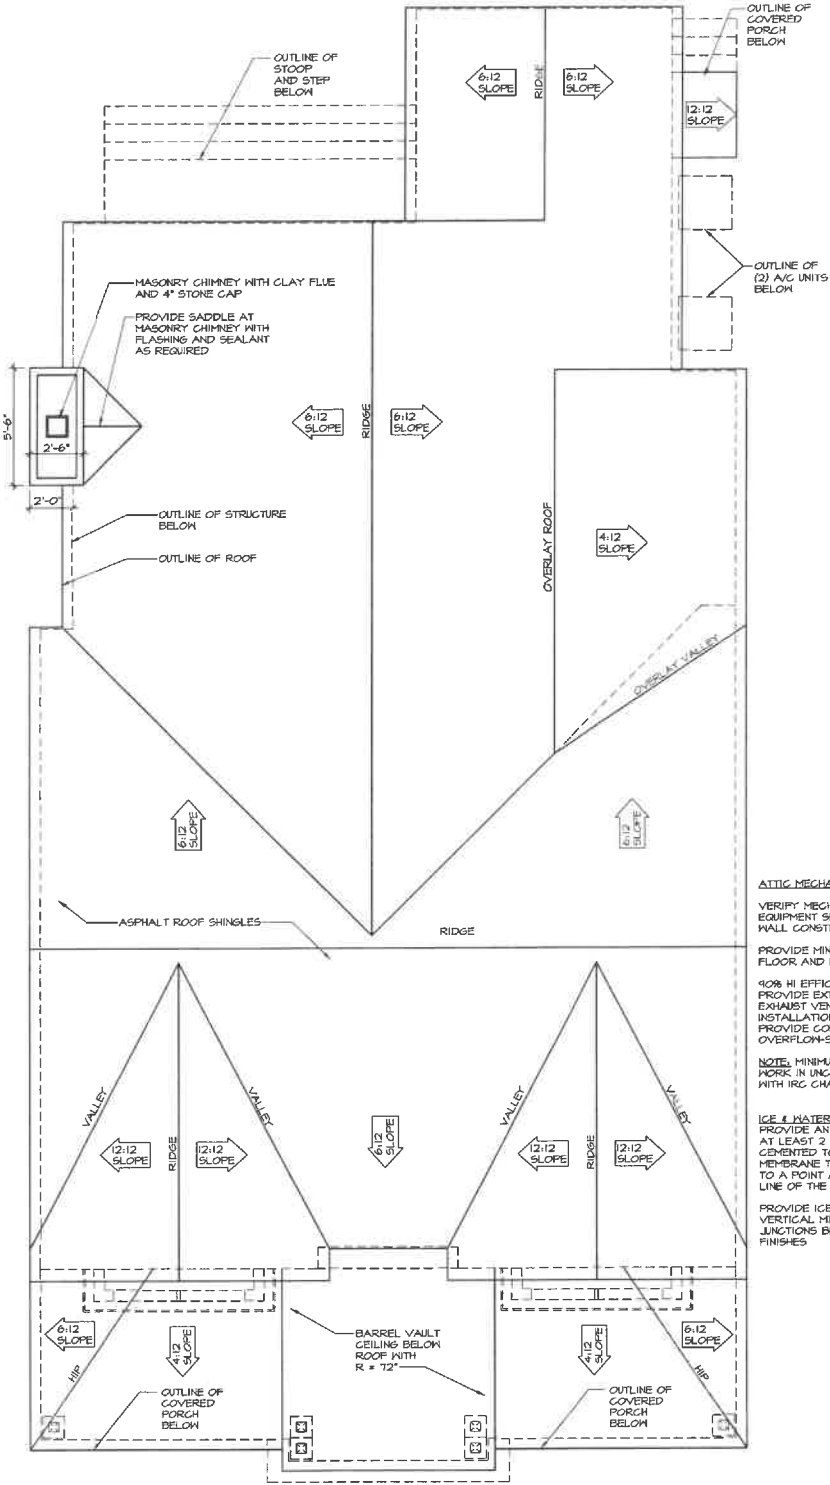 OUTLINE OF
COVERED
PORCH
BELOW
OUTLINE OF
STOOP
AND STEP
BELOW
6:12
SLOPE
RIDGE
6:12
SLOPE
12:12
SLOPE
OUTLINE OF
(2) A/C UNITS
BELOW
MASONRY CHIMNEY WITH CLAY FLUE
AND 4" STONE CAP
PROVIDE SADDLE AT
MASONRY CHIMNEY WITH
FLASHING AND SEALANT
AS REQUIRED
5'-6"
2'-6"
2'-0"
6:12
SLOPE
RIDGE
6:12
SLOPE
OUTLINE OF STRUCTURE
BELOW
OUTLINE OF ROOF
OVERLAY ROOF
4:12
SLOPE
OVERLAY VALLEY
6:12
SLOPE
6:12
SLOPE
ASPHALT ROOF SHINGLES
RIDGE
ATTIC MECHA
VERIFY MECH
EQUIPMENT S
WALL CONST
PROVIDE MIN
FLOOR AND
90% HI EFFIC
PROVIDE EXT
EXHAUST VEN
INSTALLATION
PROVIDE CO
OVERFLOW-S
NOTE: MINIMU
WORK IN UNC
WITH IRC CHA
ICE & WATER
PROVIDE AN
AT LEAST 2
CEMENTED TO
MEMBRANE T
TO A POINT
LINE OF THE
PROVIDE ICE
VERTICAL MI
JUNCTIONS B
FINISHES
VALLEY
12:12
SLOPE
RIDGE
12:12
SLOPE
VALLEY
6:12
SLOPE
VALLEY
12:12
SLOPE
RIDGE
12:12
SLOPE
VALLEY
6:12
SLOPE
HIP
4:12
SLOPE
OUTLINE OF
COVERED
PORCH
BELOW
BARREL VAULT
CEILING BELOW
ROOF WITH
R = 72"
4:12
SLOPE
6:12
SLOPE
HIP
OUTLINE OF
COVERED
PORCH
BELOW